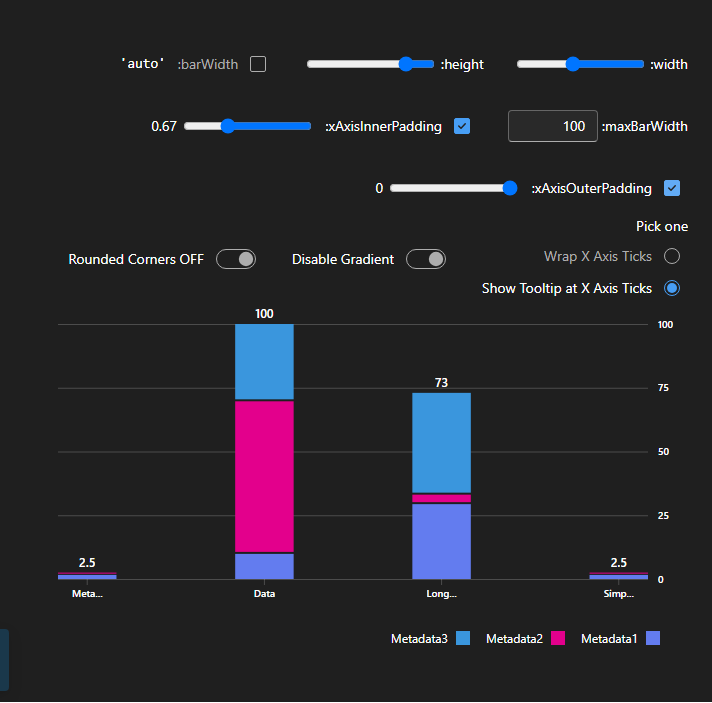 'auto' :barWidth :height :width
0.67 :xAxisInnerPadding 100 :maxBarWidth
0 :xAxisOuterPadding
Pick one
Rounded Corners OFF Disable Gradient Wrap X Axis Ticks
Show Tooltip at X Axis Ticks
100 100
75
73
50
25
2.5 2.5
0
Meta... Data Long... Simp...
Metadata3 Metadata2 Metadata1